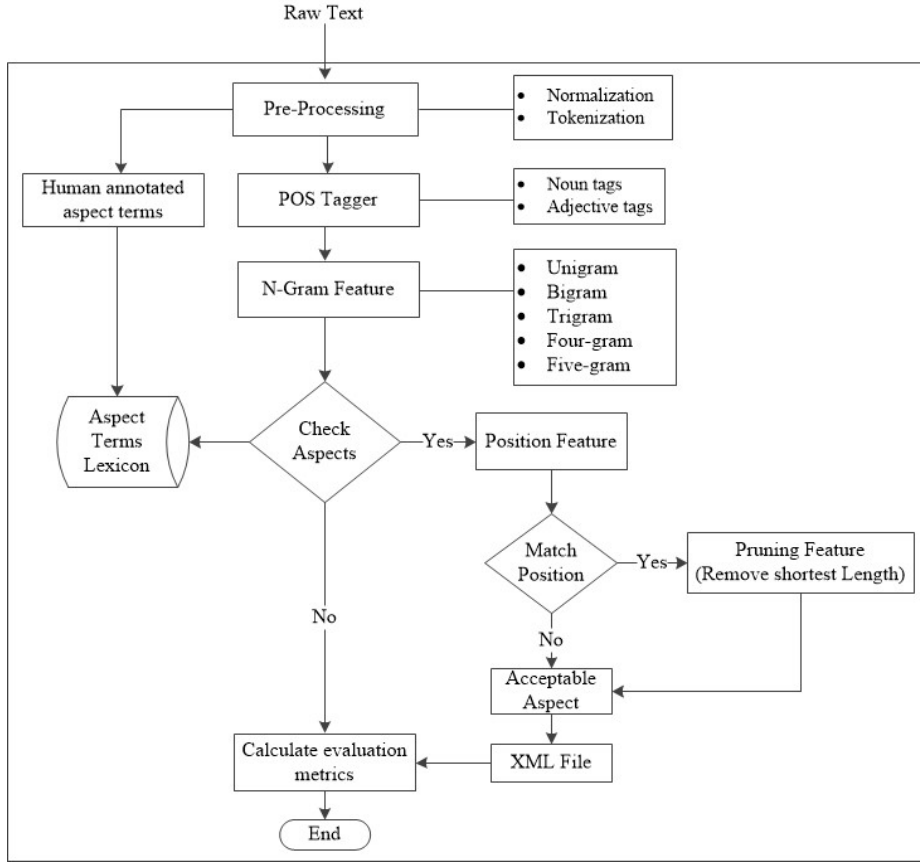 Raw Text
Pre-Processing
• Normalization
• Tokenization
Human annotated
aspect terms
POS Tagger
• Noun tags
• Adjective tags
N-Gram Feature
• Unigram
• Bigram
• Trigram
• Four-gram
• Five-gram
Aspect
Terms
Lexicon
Check
Aspects
Yes
Position Feature
Match
Position
Yes
Pruning Feature
(Remove shortest Length)
No
No
Acceptable
Aspect
Calculate evaluation
metrics
XML File
End